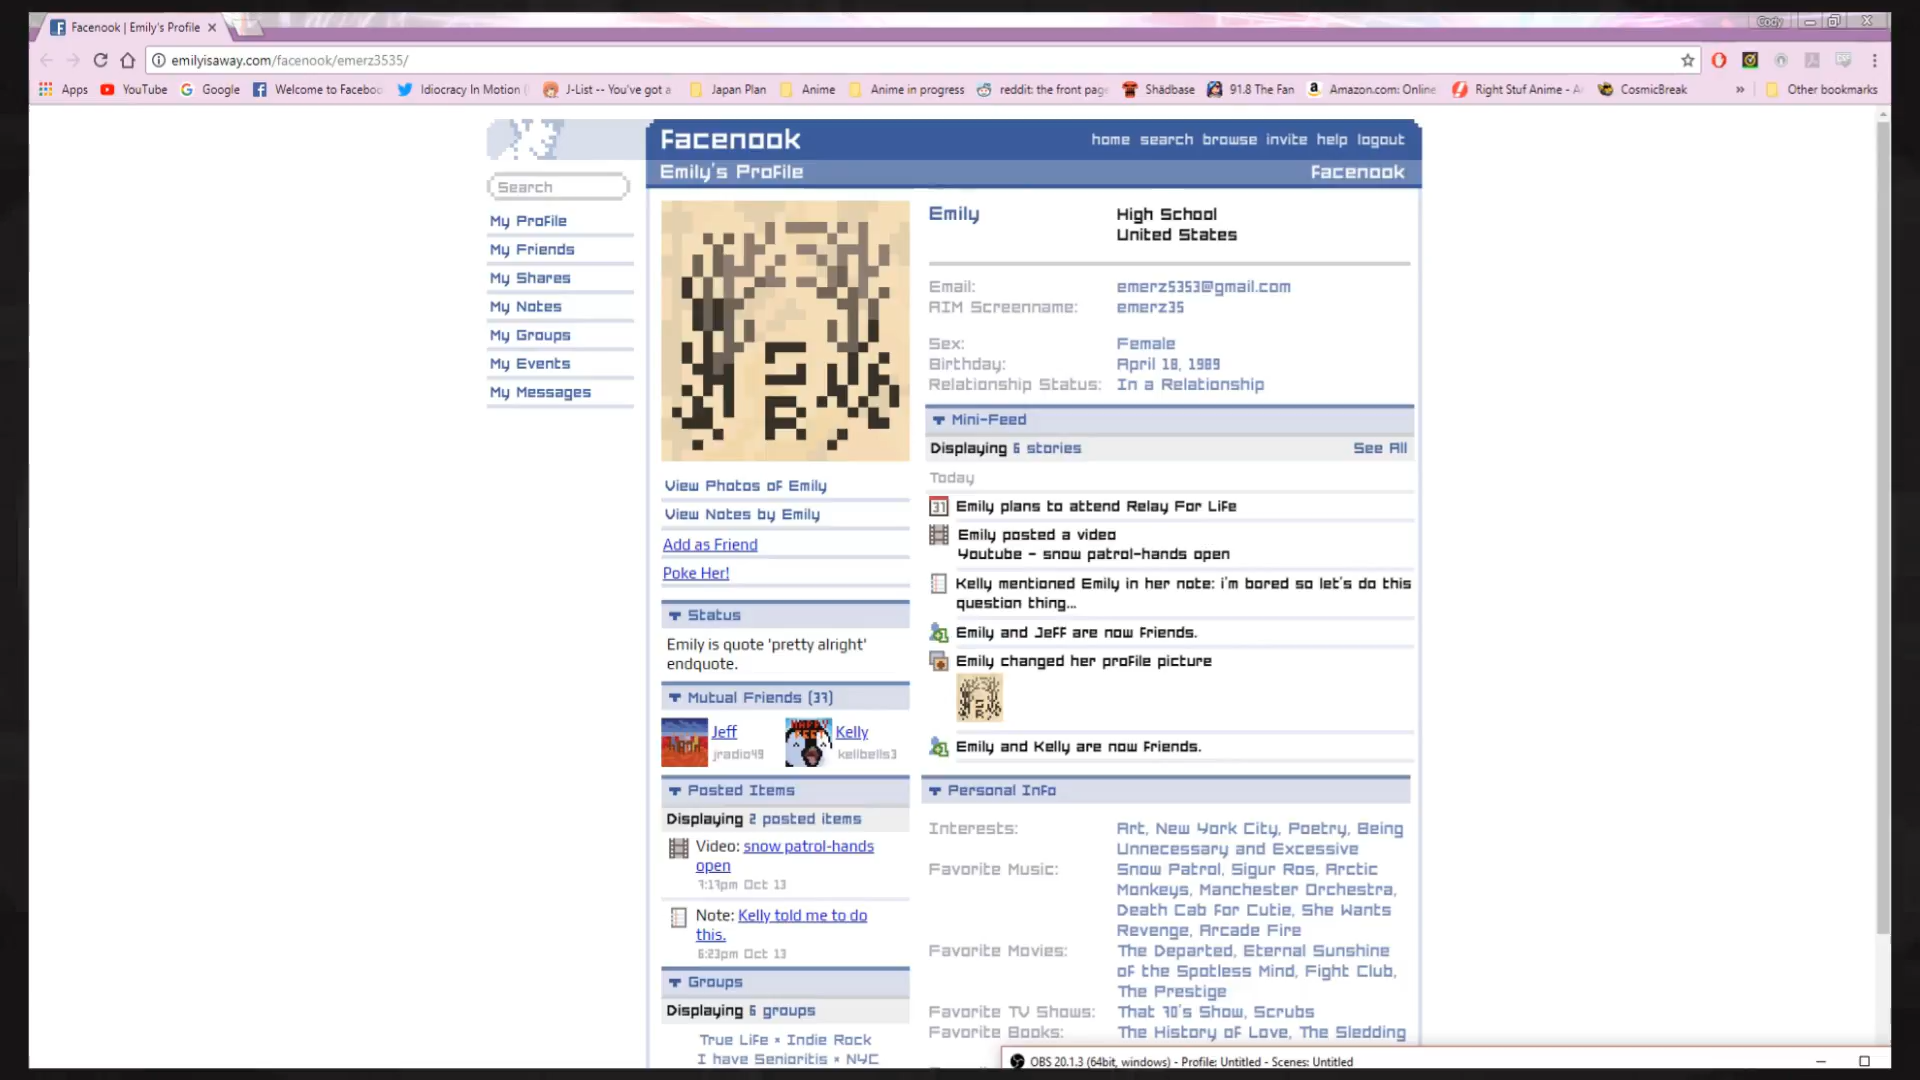 Facenook | Emily's Profile
Cody
emilyisaway.com/facenook/emerz3535/
Apps YouTube Google Welcome to Faceboo Idiocracy In Motion ( J-List -- You've got a Japan Plan Anime Anime in progress reddit: the front page Shädbase 91.8 The Fan Amazon.com: Online Right Stuf Anime - A CosmicBreak » Other bookmarks
Facenook
home search browse invite help logout
Emily's Profile
Facenook
Search
My Profile
My Friends
My Shares
My Notes
My Groups
My Events
My Messages
View Photos of Emily
View Notes by Emily
Add as Friend
Poke Her!
Status
Emily is quote 'pretty alright'
endquote.
Mutual Friends (37)
Jeff
jradio49
Kelly
kellbells3
Posted Items
Displaying 2 posted items
Video: snow patrol-hands
open
7:17pm Oct 13
Note: Kelly told me to do
this.
6:23pm Oct 13
Groups
Displaying 6 groups
True Life × Indie Rock
I have Senioritis × NYC
Emily
High School
United States
Email: emerz5353@gmail.com
AIM Screenname: emerz35
Sex: Female
Birthday: April 18, 1989
Relationship Status: In a Relationship
Mini-Feed
Displaying 6 stories
See All
Today
31
Emily plans to attend Relay For Life
Emily posted a video
Youtube - snow patrol-hands open
Kelly mentioned Emily in her note: i'm bored so let's do this
question thing...
Emily and Jeff are now friends.
Emily changed her profile picture
Emily and Kelly are now friends.
Personal Info
Interests: Art, New York City, Poetry, Being
Unnecessary and Excessive
Favorite Music: Snow Patrol, Sigur Ros, Arctic
Monkeys, Manchester Orchestra,
Death Cab for Cutie, She Wants
Revenge, Arcade Fire
Favorite Movies: The Departed, Eternal Sunshine
of the Spotless Mind, Fight Club,
The Prestige
Favorite TV Shows: That 70's Show, Scrubs
Favorite Books: The History of Love, The Sledding
OBS 20.1.3 (64bit, windows) - Profile: Untitled - Scenes: Untitled